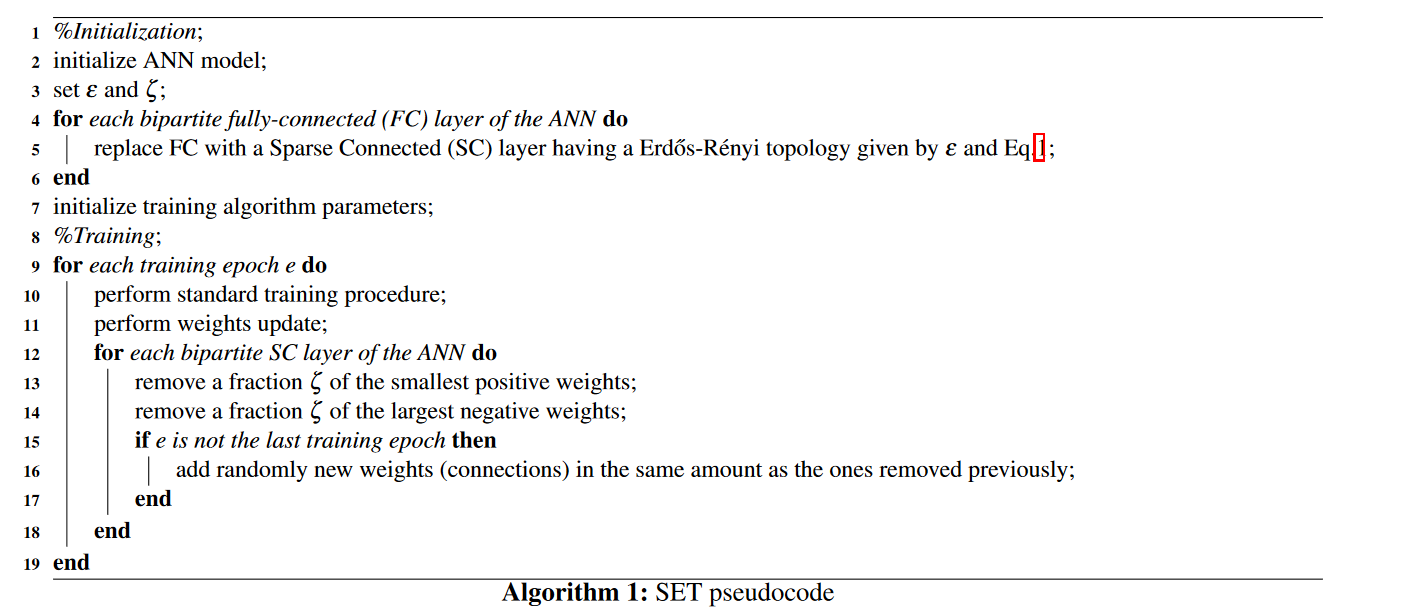 1 %Initialization;
2 initialize ANN model;
3 set ε and ζ;
4 for each bipartite fully-connected (FC) layer of the ANN do
5 replace FC with a Sparse Connected (SC) layer having a Erdős-Rényi topology given by ε and Eq.1;
6 end
7 initialize training algorithm parameters;
8 %Training;
9 for each training epoch e do
10 perform standard training procedure;
11 perform weights update;
12 for each bipartite SC layer of the ANN do
13 remove a fraction ζ of the smallest positive weights;
14 remove a fraction ζ of the largest negative weights;
15 if e is not the last training epoch then
16 add randomly new weights (connections) in the same amount as the ones removed previously;
17 end
18 end
19 end
Algorithm 1: SET pseudocode